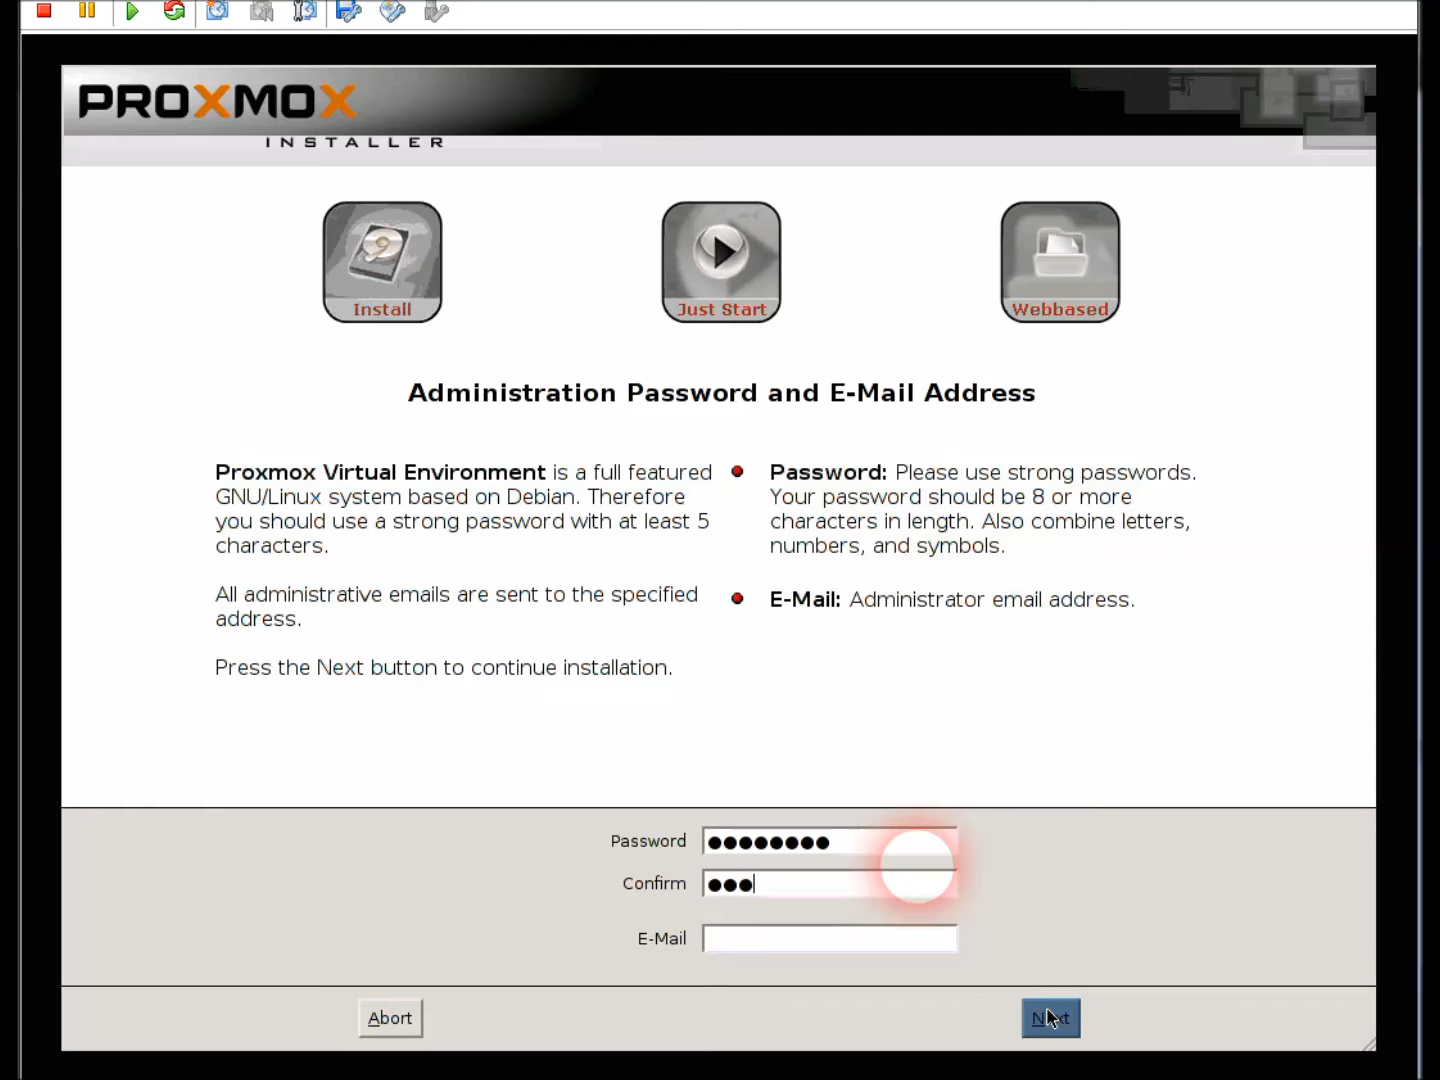 PROXMOX
INSTALLER
Install
Just Start
Webbased
Administration Password and E-Mail Address
Proxmox Virtual Environment is a full featured
GNU/Linux system based on Debian. Therefore
you should use a strong password with at least 5
characters.
All administrative emails are sent to the specified
address.
Press the Next button to continue installation.
Password: Please use strong passwords.
Your password should be 8 or more
characters in length. Also combine letters,
numbers, and symbols.
E-Mail: Administrator email address.
Password ●●●●●●●●
Confirm ●●●
E-Mail
Abort
Next